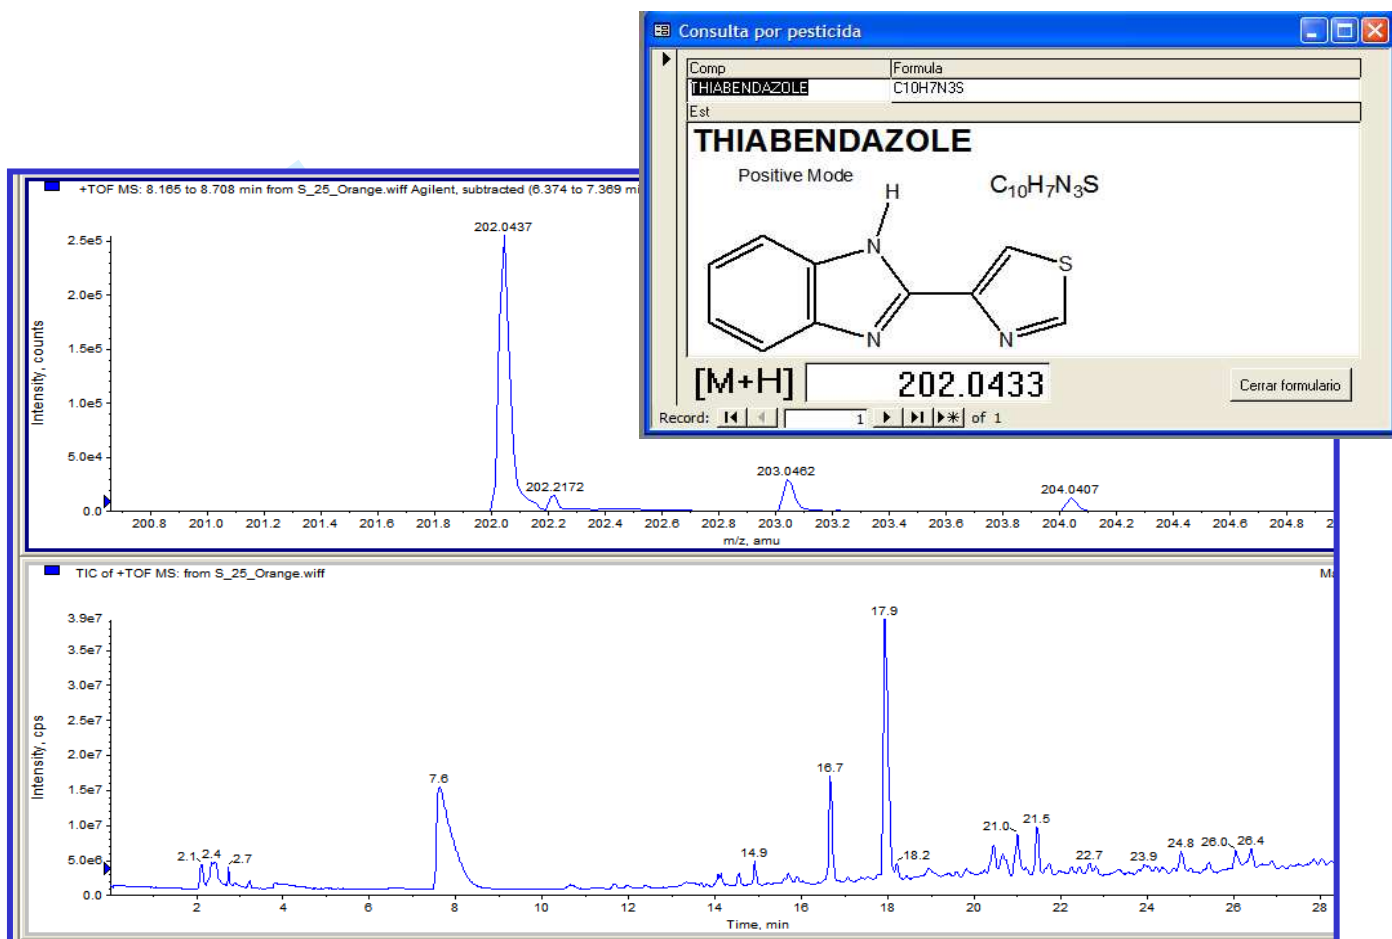 Consulta por pesticida
Comp Formula
THIABENDAZOLE C10H7N3S
Est
THIABENDAZOLE
Positive Mode C10H7N3S
H
N
S
N
N
[M+H] 202.0433 Cerrar formulario
Record: 1 of 1
+TOF MS: 8.165 to 8.708 min from S_25_Orange.wiff Agilent, subtracted (6.374 to 7.369 mi
202.0437
2.5e5
2.0e5
1.5e5
1.0e5
5.0e4
0.0
Intensity, counts
202.2172
203.0462
204.0407
200.8 201.0 201.2 201.4 201.6 201.8 202.0 202.2 202.4 202.6 202.8 203.0 203.2 203.4 203.6 203.8 204.0 204.2 204.4 204.6 204.8
m/z, amu
TIC of +TOF MS: from S_25_Orange.wiff
3.9e7
3.5e7
3.0e7
2.5e7
2.0e7
1.5e7
1.0e7
5.0e6
0.0
Intensity, cps
2.1 2.4 2.7 7.6 14.9 16.7 17.9 18.2 21.0 21.5 22.7 23.9 24.8 26.0 26.4
2 4 6 8 10 12 14 16 18 20 22 24 26 28
Time, min